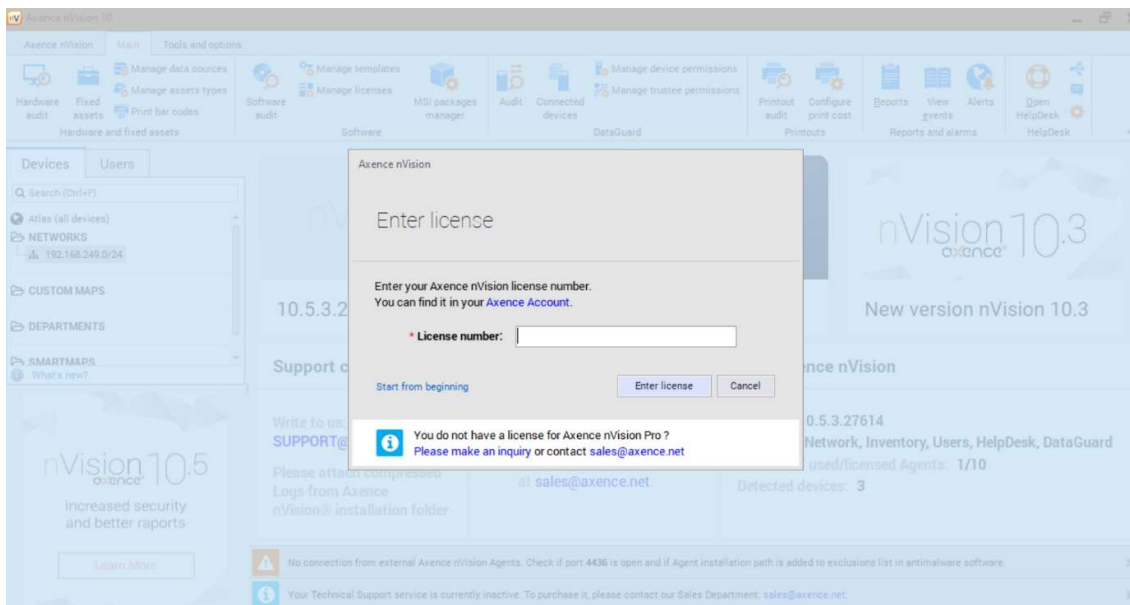 Axence nVision 10
Axence nVision Main Tools and options
Manage data sources
Manage assets types
Print bar codes
Hardware audit
Fixed assets
Hardware and fixed assets
Software audit
Manage templates
Manage licenses
MSI packages manager
Software
Audit
Connected devices
Manage device permissions
Manage trustee permissions
DataGuard
Printout audit
Configure print cost
Printouts
Reports
View events
Alerts
Reports and alarms
Open HelpDesk
HelpDesk
Devices Users
Search (Ctrl+F)
Atlas (all devices)
NETWORKS
192.168.249.0/24
CUSTOM MAPS
DEPARTMENTS
SMARTMAPS
What's new?
nVision 10.5
axence
Increased security
and better raports
Learn More
Axence nVision
Enter license
Enter your Axence nVision license number.
You can find it in your Axence Account.
* License number:
Start from beginning
Enter license
Cancel
You do not have a license for Axence nVision Pro ?
Please make an inquiry or contact sales@axence.net
10.5.3.2
nVision 10.3
axence
New version nVision 10.3
Support c
Write to us:
SUPPORT@
Please attach compressed
Logs from Axence
nVision® installation folder
at sales@axence.net
ence nVision
0.5.3.27614
Network, Inventory, Users, HelpDesk, DataGuard
used/licensed Agents: 1/10
Detected devices: 3
No connection from external Axence nVision Agents. Check if port 4436 is open and if Agent installation path is added to exclusions list in antimalware software.
Your Technical Support service is currently inactive. To purchase it, please contact our Sales Department: sales@axence.net.